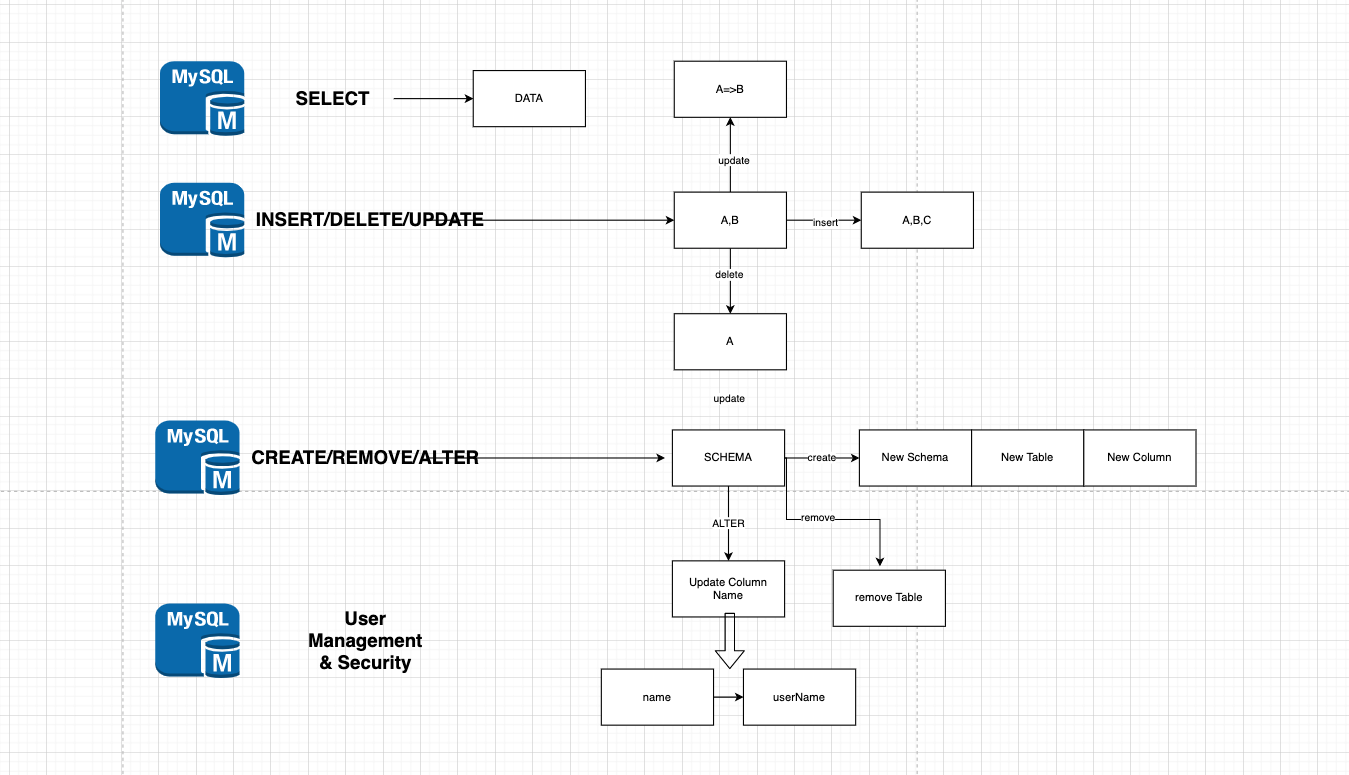 MySQL
M
SELECT
DATA
A=>B
update
MySQL
M
INSERT/DELETE/UPDATE
A,B
insert
A,B,C
delete
A
update
MySQL
M
CREATE/REMOVE/ALTER
SCHEMA
create
New Schema
New Table
New Column
ALTER
remove
Update Column
Name
remove Table
MySQL
M
User
Management
& Security
name
userName